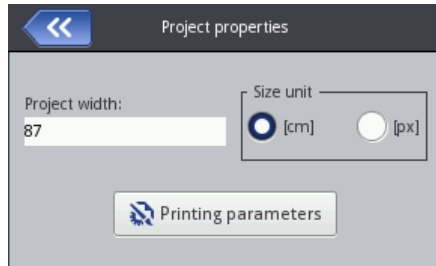 Project properties
Project width:
87
Size unit
[cm]
[px]
Printing parameters